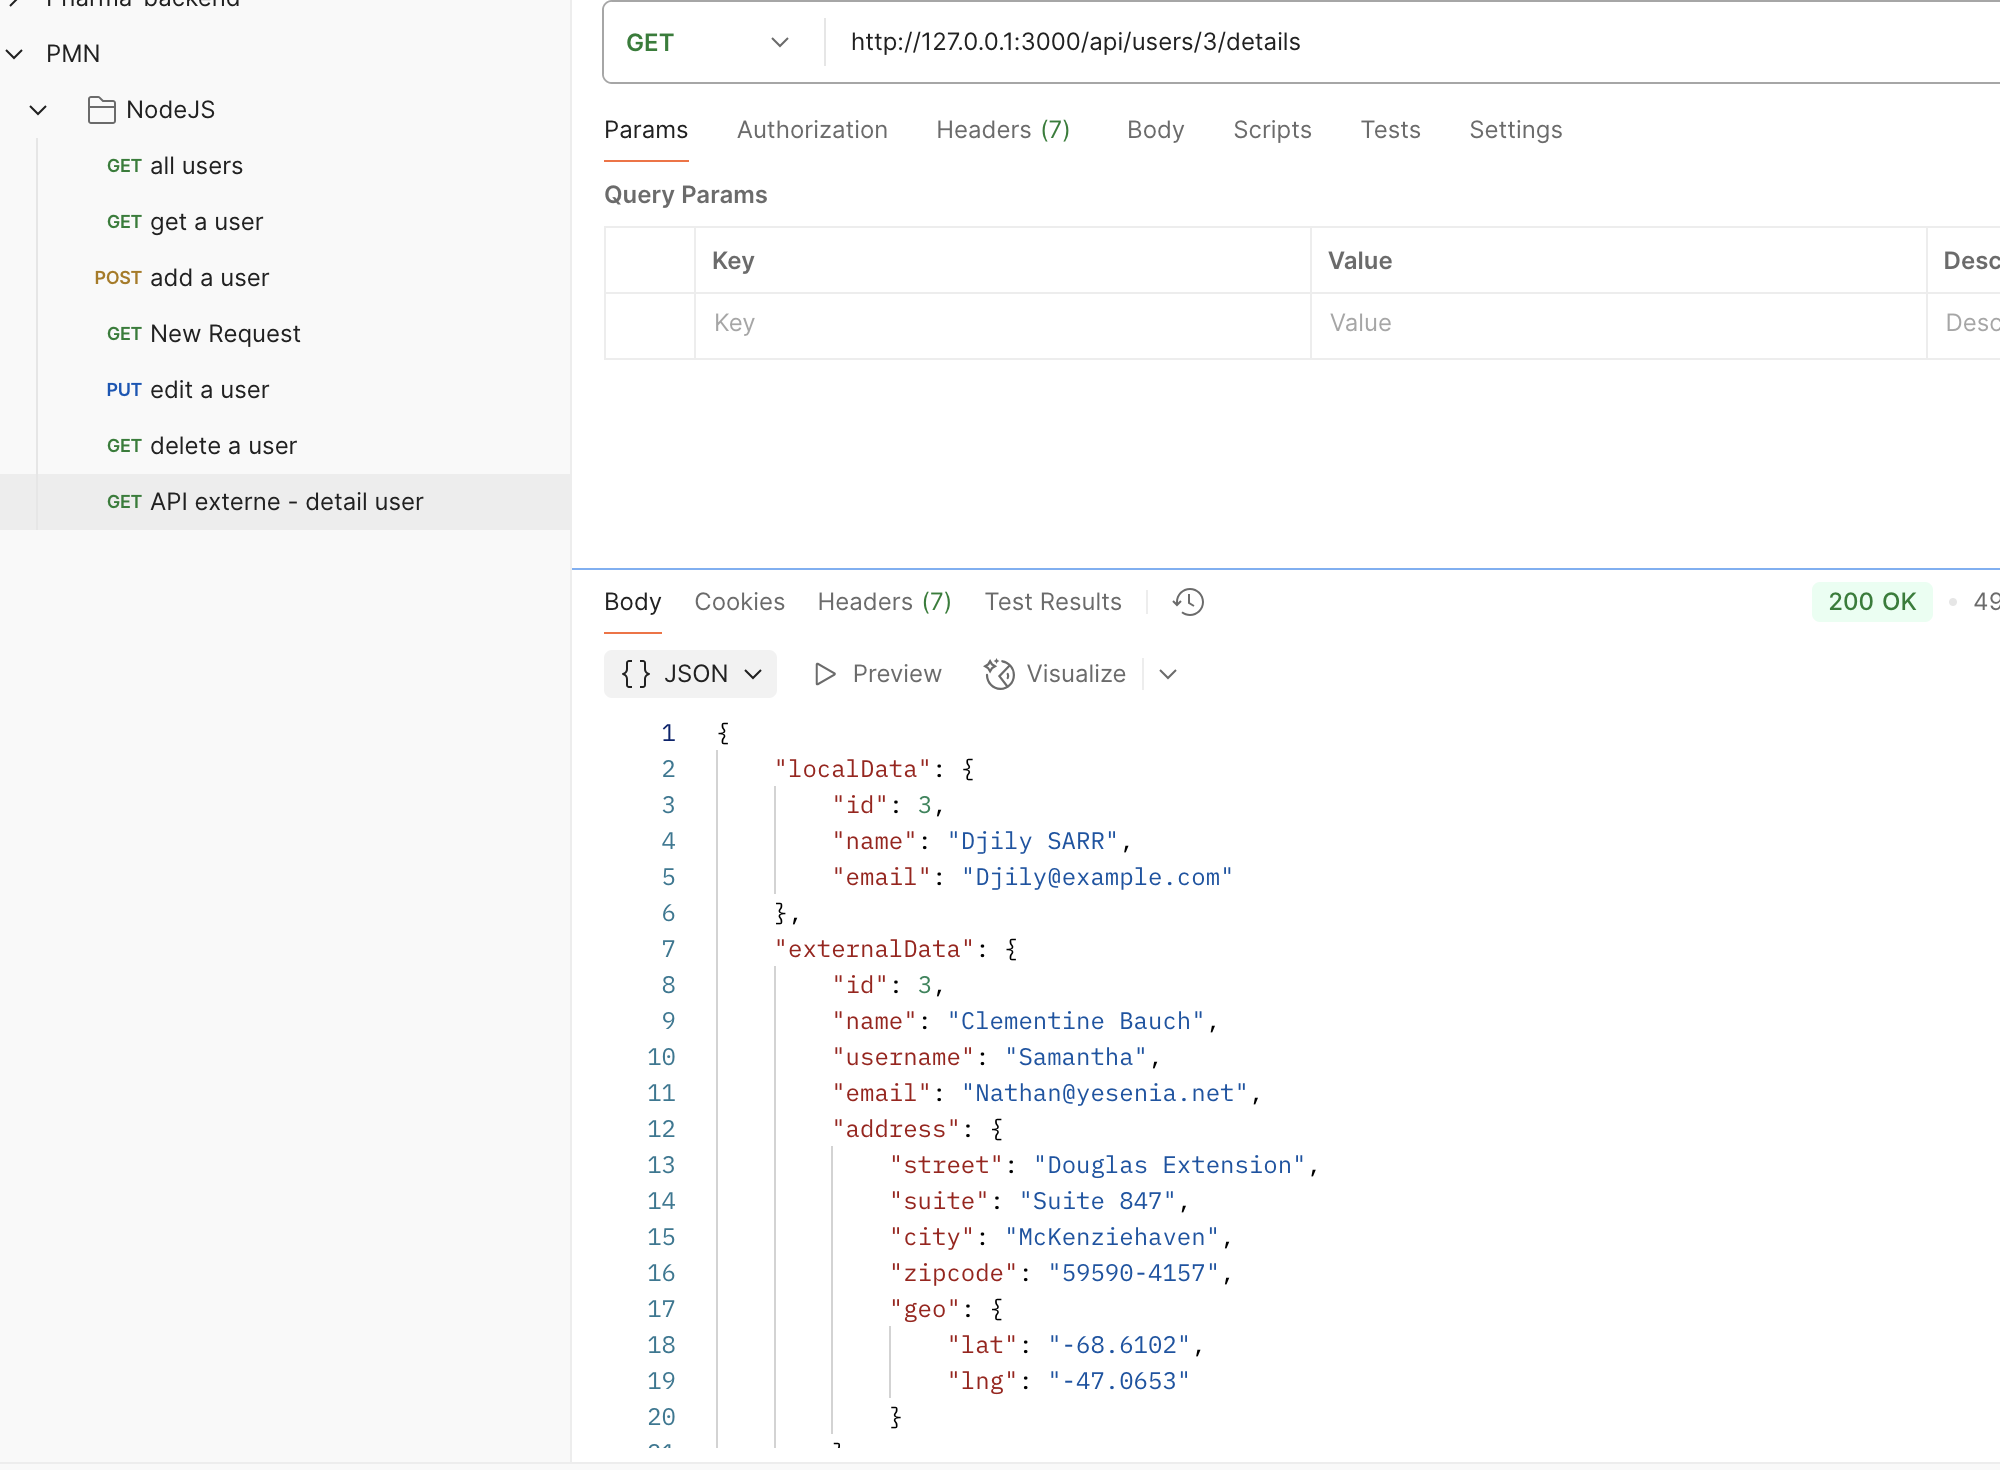 Pharma-backend
PMN
NodeJS
GET all users
GET get a user
POST add a user
GET New Request
PUT edit a user
GET delete a user
GET API externe - detail user
GET http://127.0.0.1:3000/api/users/3/details
Params Authorization Headers (7) Body Scripts Tests Settings
Query Params
Key Value Desc
Key Value Desc
Body Cookies Headers (7) Test Results 200 OK • 49
{} JSON Preview Visualize
1 {
2 "localData": {
3 "id": 3,
4 "name": "Djily SARR",
5 "email": "Djily@example.com"
6 },
7 "externalData": {
8 "id": 3,
9 "name": "Clementine Bauch",
10 "username": "Samantha",
11 "email": "Nathan@yesenia.net",
12 "address": {
13 "street": "Douglas Extension",
14 "suite": "Suite 847",
15 "city": "McKenziehaven",
16 "zipcode": "59590-4157",
17 "geo": {
18 "lat": "-68.6102",
19 "lng": "-47.0653"
20 }